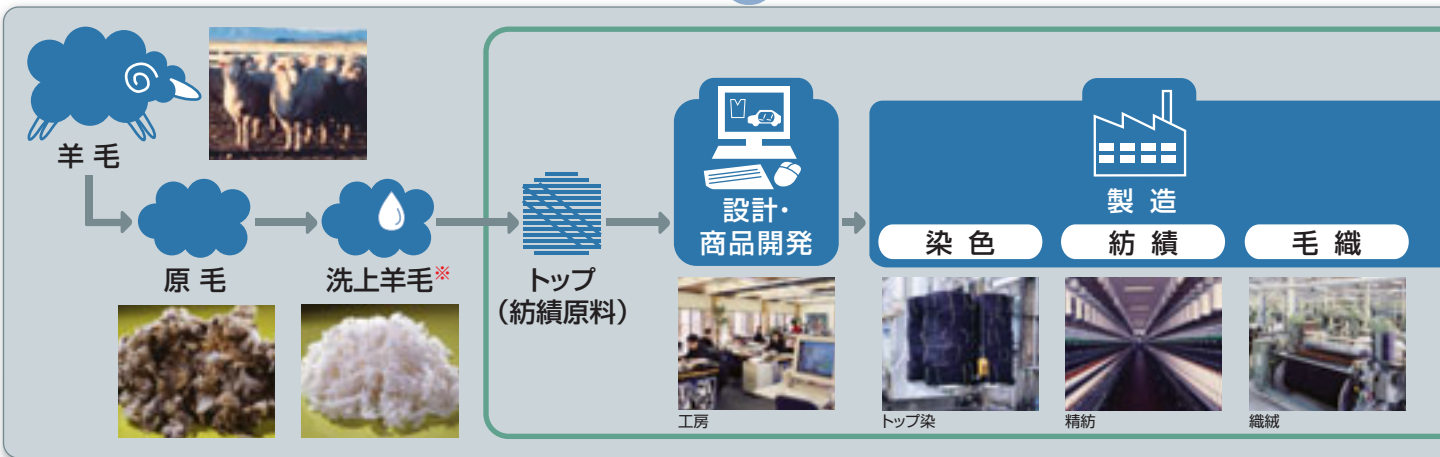 羊毛
原毛
洗上羊毛※
トップ
(紡績原料)
設計・
商品開発
製造
染色
紡績
毛織
工房
トップ染
精紡
織絨